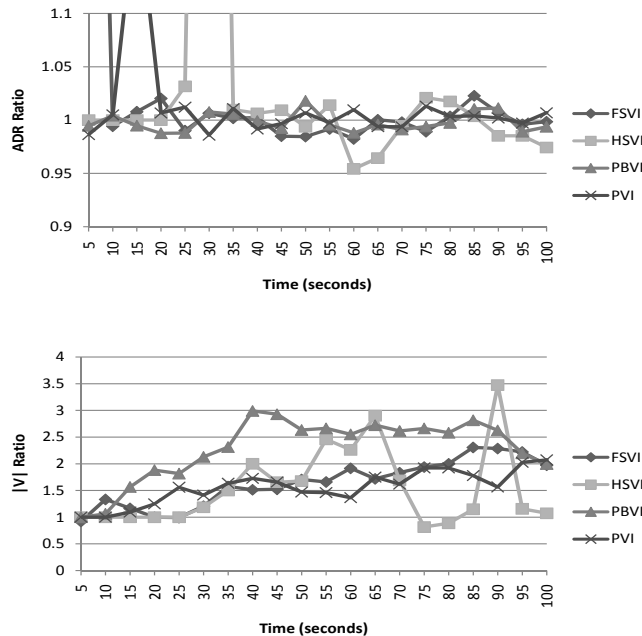 1.1
1.05
1
0.95
0.9
ADR Ratio
5 10 15 20 25 30 35 40 45 50 55 60 65 70 75 80 85 90 95 100
Time (seconds)
FSVI
HSVI
PBVI
PVI
4
3.5
3
2.5
2
1.5
1
0.5
0
|V| Ratio
5 10 15 20 25 30 35 40 45 50 55 60 65 70 75 80 85 90 95 100
Time (seconds)
FSVI
HSVI
PBVI
PVI